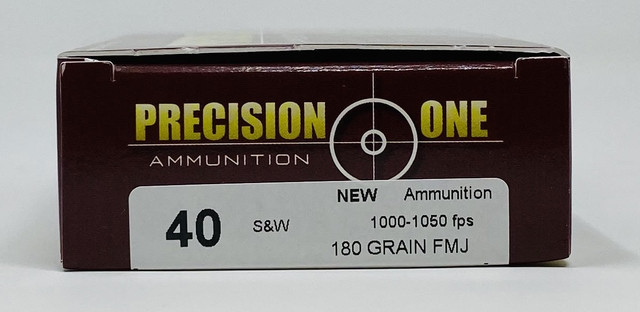 PRECISION ONE
AMMUNITION
NEW Ammunition
40 S&W 1000-1050 fps
180 GRAIN FMJ